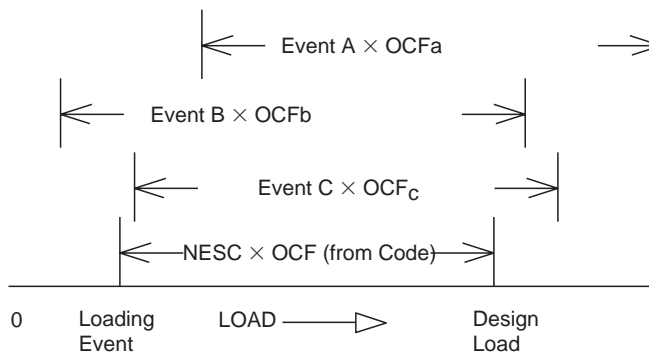 Event A × OCFa
Event B × OCFb
Event C × OCFc
NESC × OCF (from Code)
0 Loading Event LOAD Design Load